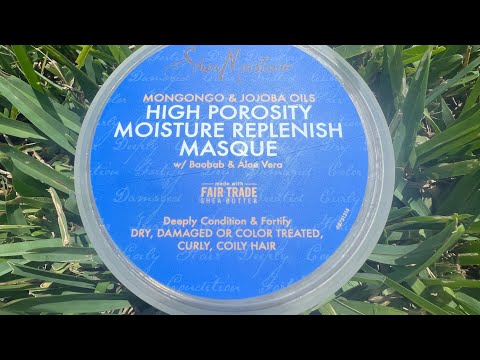 SheaMoisture
MONGONGO & JOJOBA OILS
HIGH POROSITY
MOISTURE REPLENISH
MASQUE
w/ Baobab & Aloe Vera
made with
FAIR TRADE
SHEA BUTTER
Deeply Condition & Fortify
DRY, DAMAGED OR COLOR TREATED,
CURLY, COILY HAIR